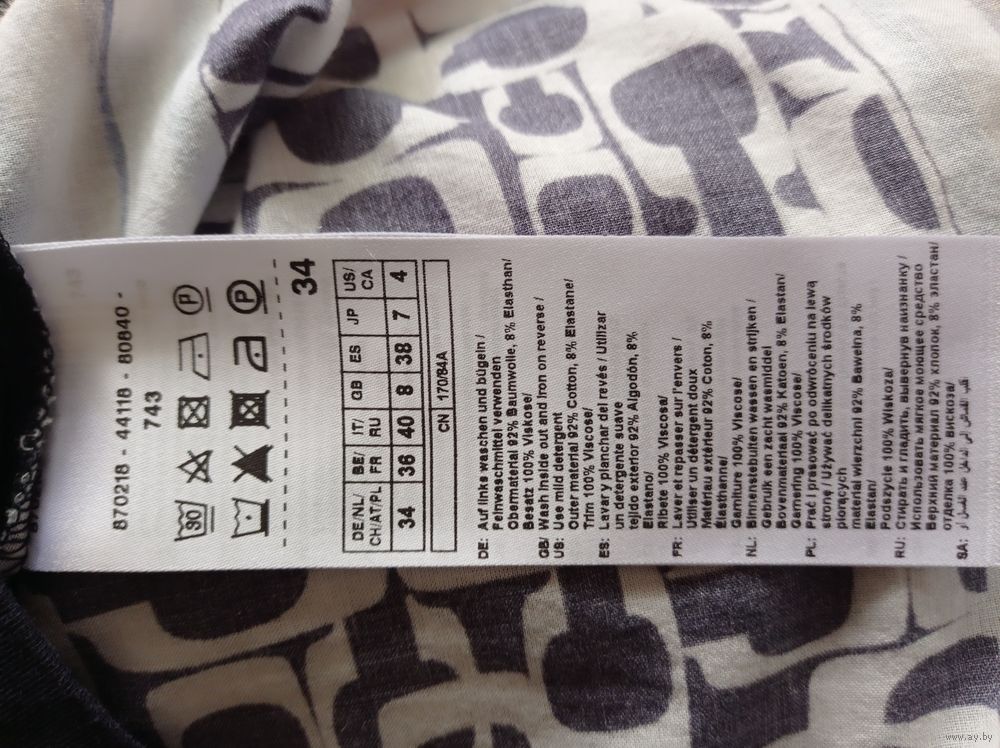 870218 - 44118 - 80840 -
743
30
P
P
34
DE/NL/ BE/ IT/ GB ES JP US/
CH/AT/PL FR RU CA
34 36 40 8 38 7 4
CN 170/84A
DE: Auf links waschen und bügeln /
Feinwaschmittel verwenden
Obermaterial 92% Baumwolle, 8% Elasthan/
Besatz 100% Viskose/
GB/ Wash inside out and iron on reverse /
US: Use mild detergent
Outer material 92% Cotton, 8% Elastane/
Trim 100% Viscose/
ES: Lavar y planchar del revés / Utilizar
un detergente suave
tejido exterior 92% Algodón, 8%
Elastano/
Ribete 100% Viscosa/
FR: Laver et repasser sur l'envers /
Utiliser un détergent doux
Matériau extérieur 92% Coton, 8%
Élasthanne/
Garniture 100% Viscose/
NL: Binnenstebuiten wassen en strijken /
Gebruik een zacht wasmiddel
Bovenmateriaal 92% Katoen, 8% Elastan/
Garnering 100% Viscose/
PL: Prać i prasować po odwróceniu na lewą
stronę / Używać delikatnych środków
piorących
materiał wierzchni 92% Bawełna, 8%
Elastan/
Podszycie 100% Wiskoza/
RU: Стирать и гладить, вывернув наизнанку /
Использовать мягкое моющее средство
Верхний материал 92% хлопок, 8% эластан/
отделка 100% вискоза/
SA:
www.ay.by